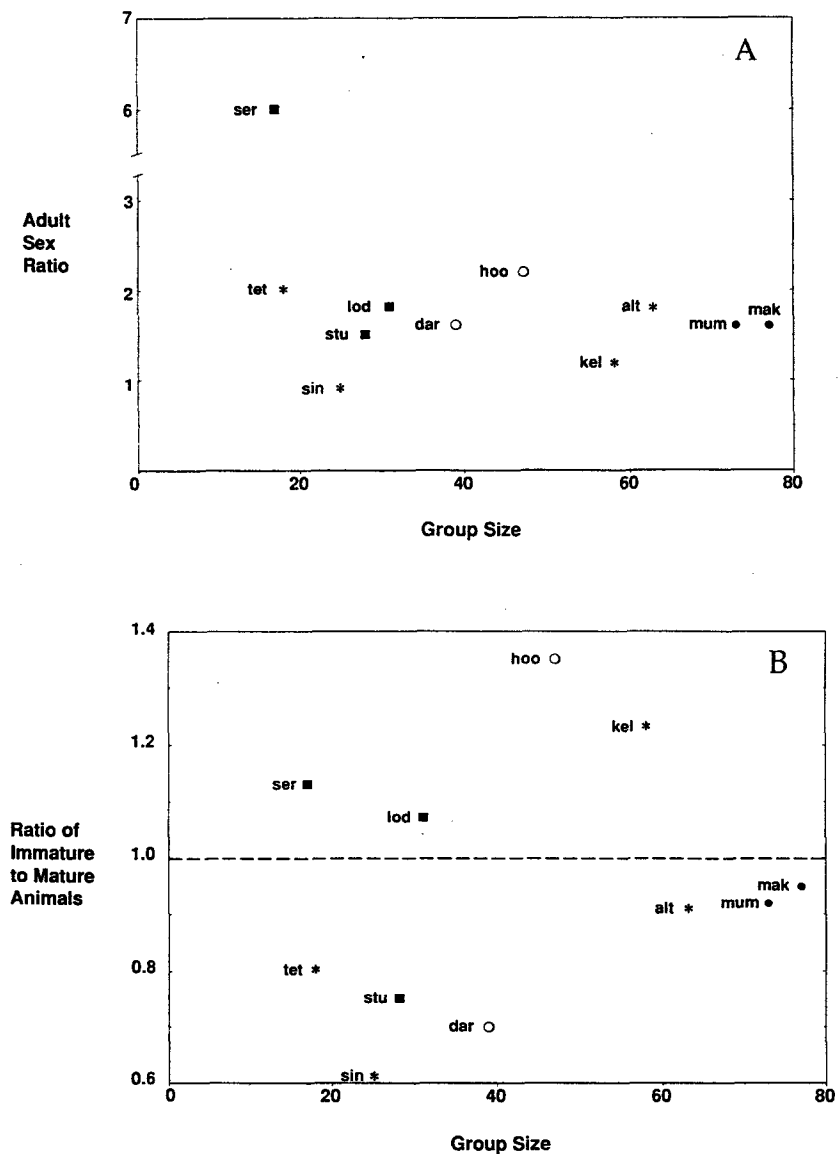 A
7
6
3
2
1
Adult
Sex
Ratio
ser
tet
lod
stu
sin
dar
hoo
alt
kel
mum
mak
0
20
40
60
80
Group Size
B
1.4
1.2
1.0
0.8
0.6
Ratio of
Immature
to Mature
Animals
hoo
kel
ser
lod
mak
mum
alt
tet
stu
dar
sin
0
20
40
60
80
Group Size